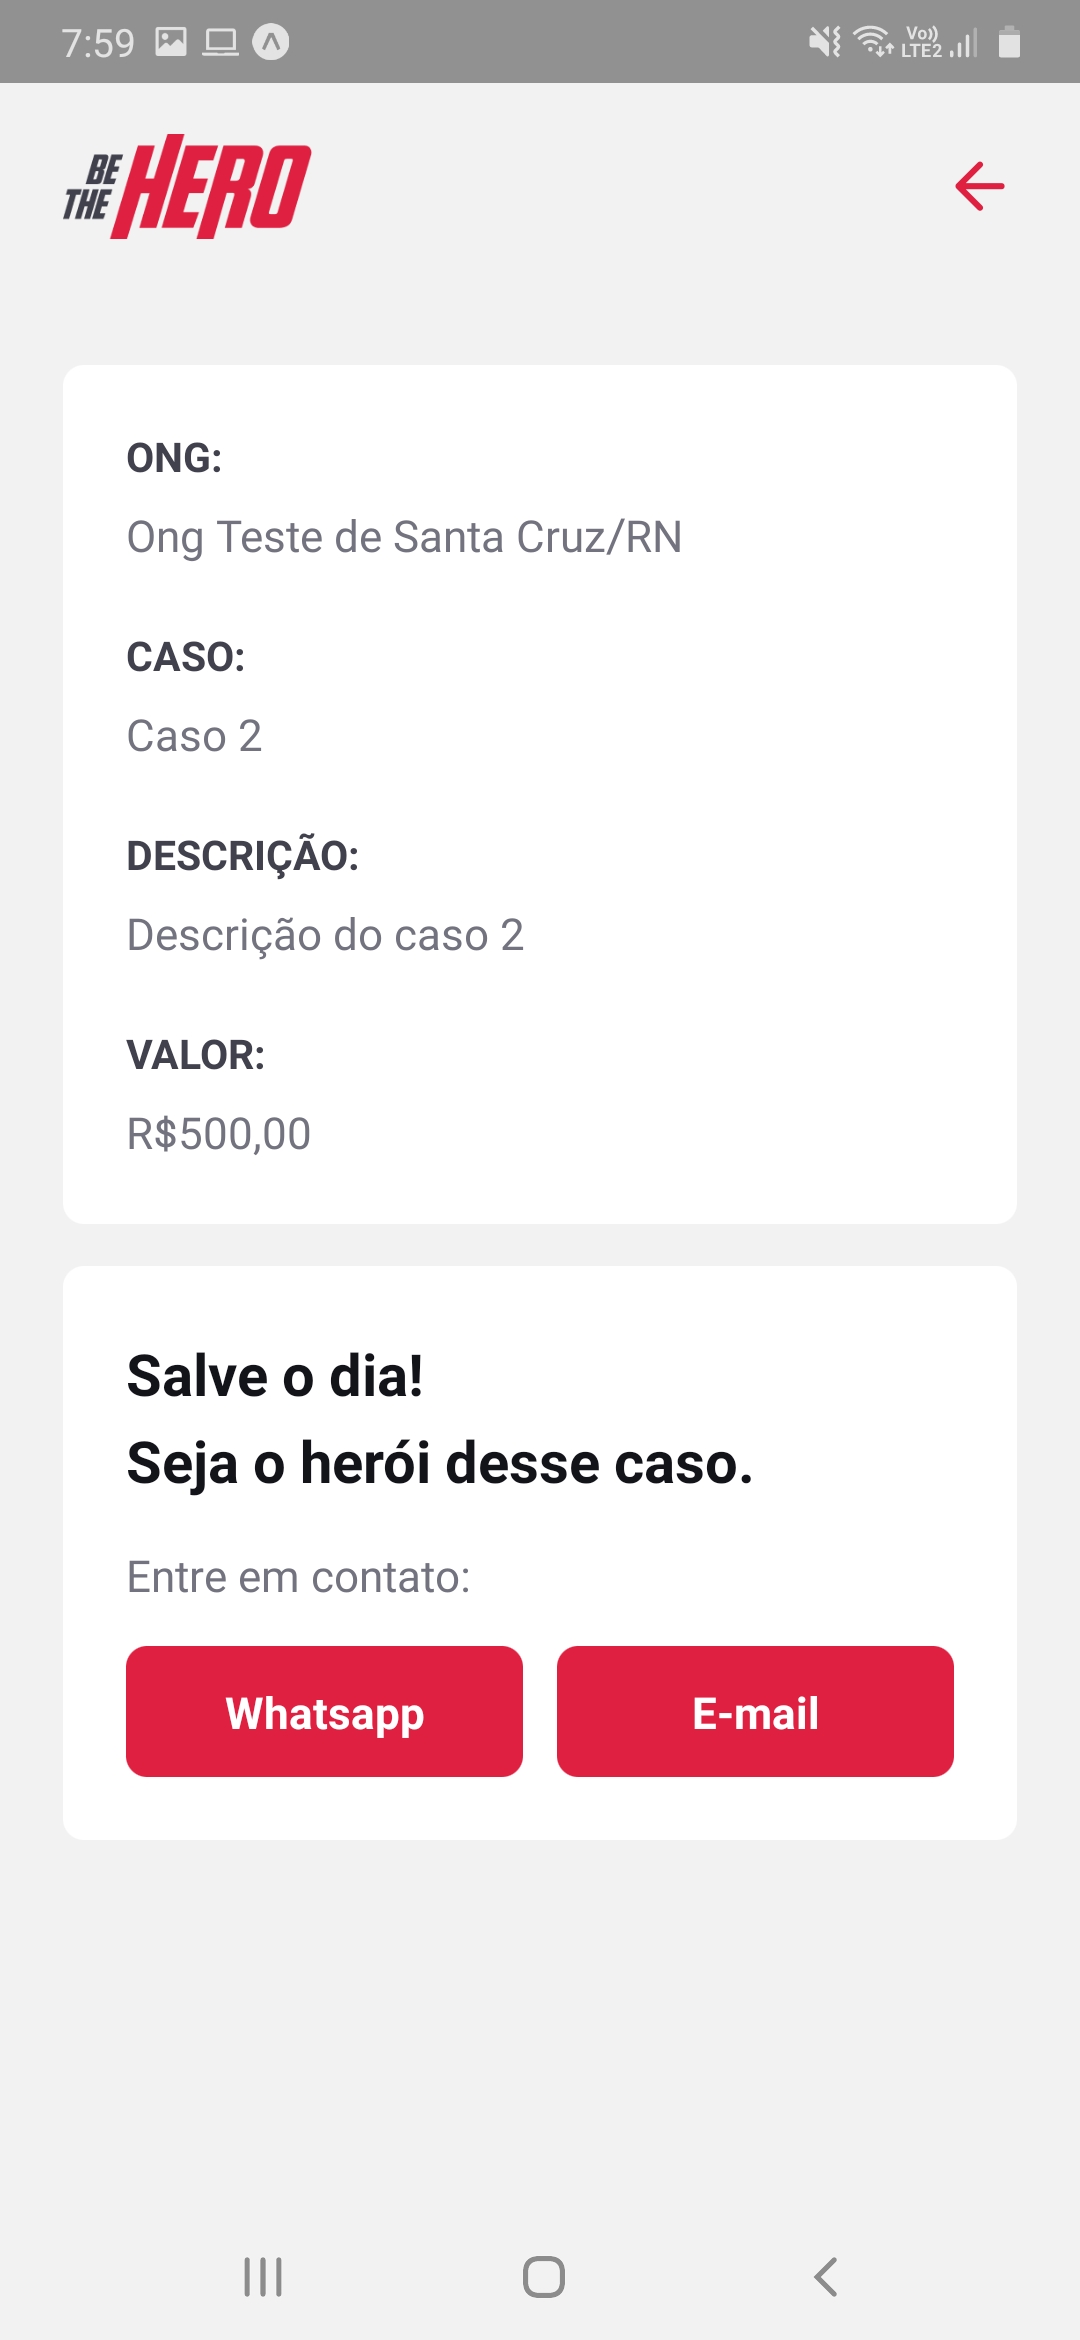 7:59
Vo)) LTE2
BE THE HERO
ONG:
Ong Teste de Santa Cruz/RN
CASO:
Caso 2
DESCRIÇÃO:
Descrição do caso 2
VALOR:
R$500,00
Salve o dia!
Seja o herói desse caso.
Entre em contato:
Whatsapp
E-mail